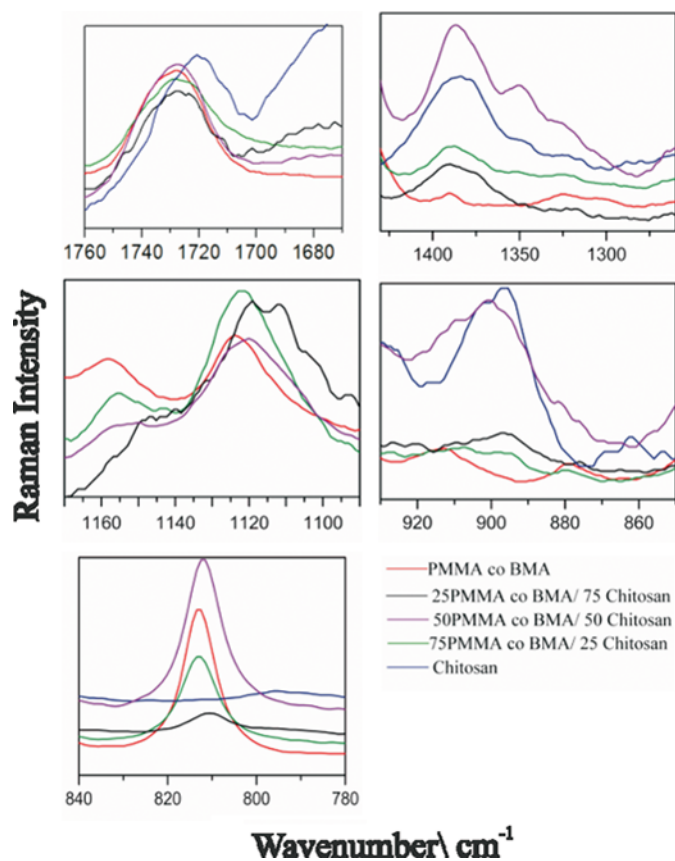 1760 1740 1720 1700 1680
1400 1350 1300
1160 1140 1120 1100
920 900 880 860
840 820 800 780
Raman Intensity
PMMA co BMA
25PMMA co BMA/ 75 Chitosan
50PMMA co BMA/ 50 Chitosan
75PMMA co BMA/ 25 Chitosan
Chitosan
Wavenumber\ cm-1